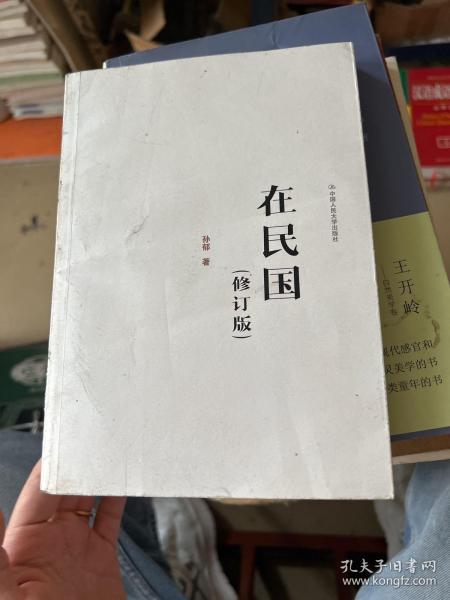 中国人民大学出版社
在民国
(修订版)
孙郁 著
王开岭
现代感官和
灵美学的书
类童年的书
孔夫子旧书网
www.kongfz.com